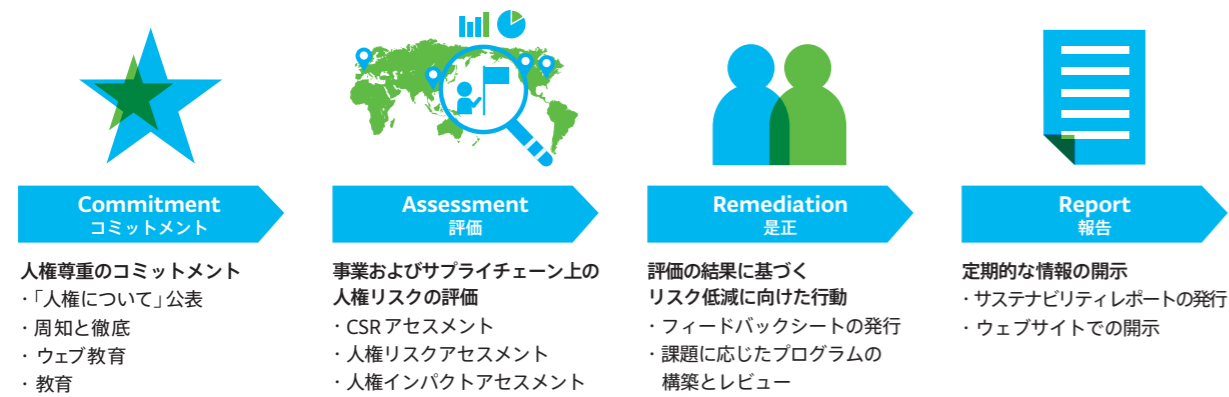 Commitment
コミットメント
人権尊重のコミットメント
・「人権について」公表
・周知と徹底
・ウェブ教育
・教育
Assessment
評価
事業およびサプライチェーン上の
人権リスクの評価
・CSR アセスメント
・人権リスクアセスメント
・人権インパクトアセスメント
Remediation
是正
評価の結果に基づく
リスク低減に向けた行動
・フィードバックシートの発行
・課題に応じたプログラムの
構築とレビュー
Report
報告
定期的な情報の開示
・サステナビリティレポートの発行
・ウェブサイトでの開示